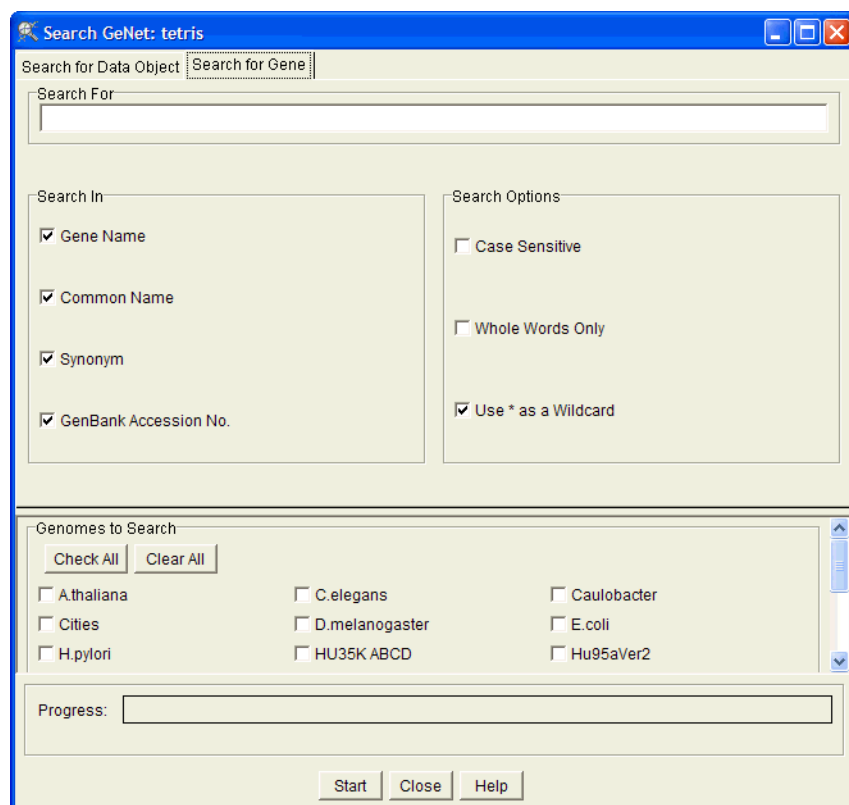 Search GeNet: tetris
Search for Data Object Search for Gene
Search For
Search In Search Options
Gene Name
Case Sensitive
Common Name
Whole Words Only
Synonym
Use * as a Wildcard
GenBank Accession No.
Genomes to Search
Check All Clear All
A.thaliana C.elegans Caulobacter
Cities D.melanogaster E.coli
H.pylori HU35K ABCD Hu95aVer2
Progress:
Start Close Help